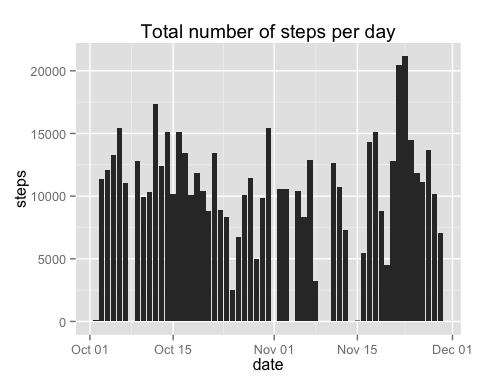 Total number of steps per day
20000
15000
10000
5000
0
steps
Oct 01 Oct 15 Nov 01 Nov 15 Dec 01
date